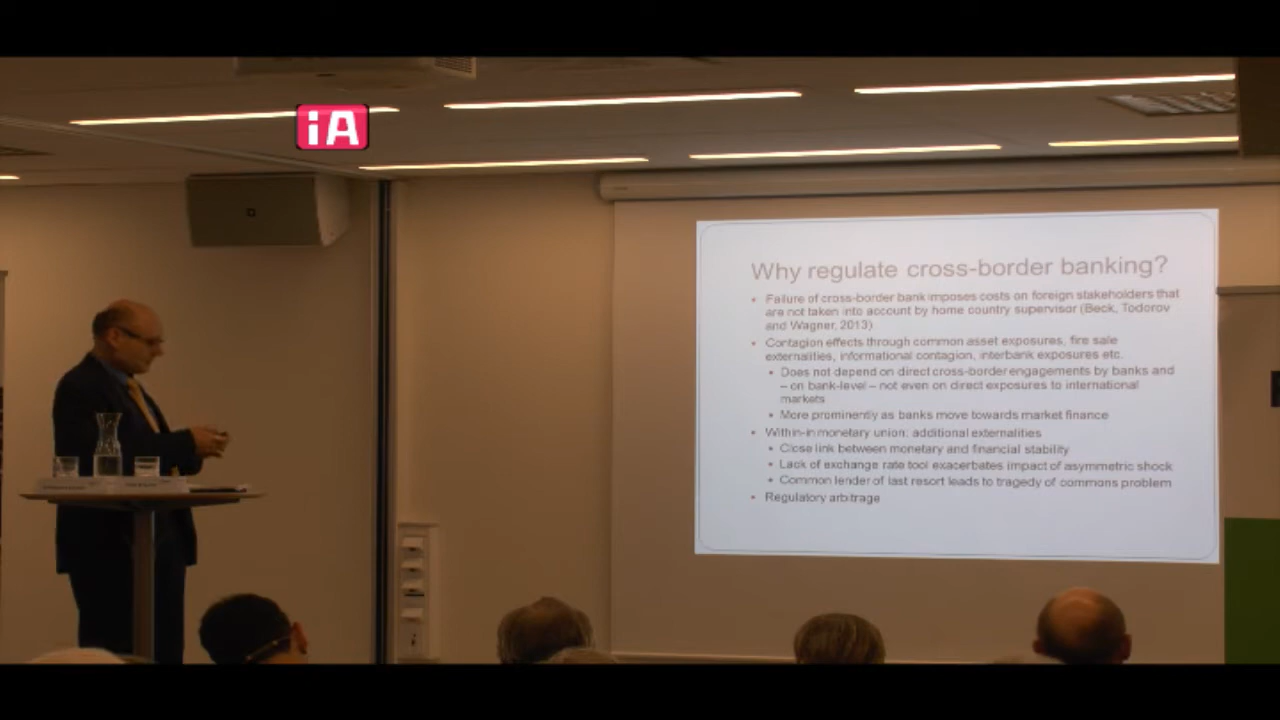 iA
Why regulate cross-border banking?
Failure of cross-border bank imposes costs on foreign stakeholders that
are not taken into account by home country supervisor (Beck, Todorov
and Wagner, 2013)
Contagion effects through common asset exposures, fire sale
externalities, informational contagion, interbank exposures etc.
Does not depend on direct cross-border engagements by banks and
– on bank-level – not even on direct exposures to international
markets
More prominently as banks move towards market finance
Within-in monetary union: additional externalities
Close link between monetary and financial stability
Lack of exchange rate tool exacerbates impact of asymmetric shock
Common lender of last resort leads to tragedy of commons problem
Regulatory arbitrage